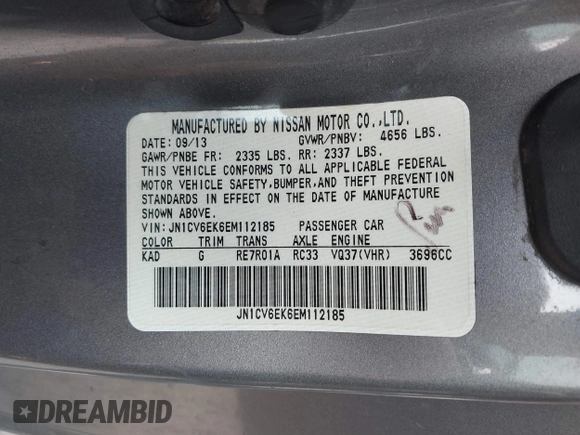 MANUFACTURED BY NISSAN MOTOR CO.,LTD.
DATE: 09/13 GVWR/PNBV: 4656 LBS.
GAWR/PNBE FR: 2335 LBS. RR: 2337 LBS.
THIS VEHICLE CONFORMS TO ALL APPLICABLE FEDERAL
MOTOR VEHICLE SAFETY,BUMPER,AND THEFT PREVENTION
STANDARDS IN EFFECT ON THE DATE OF MANUFACTURE
SHOWN ABOVE.
VIN:JN1CV6EK6EM112185 PASSENGER CAR
COLOR TRIM TRANS AXLE ENGINE
KAD G RE7R01A RC33 VQ37(VHR) 3696CC
JN1CV6EK6EM112185
DREAMBID